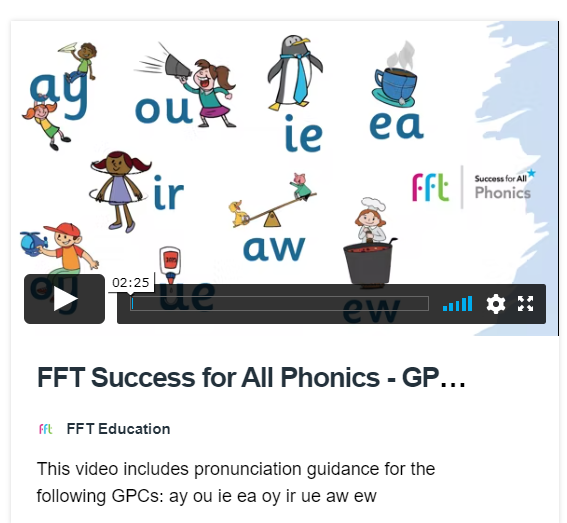 ay ou ie ea
ir
aw
fft Success for All
Phonics
oy ue ew
02:25
FFT Success for All Phonics - GP...
fft FFT Education
This video includes pronunciation guidance for the
following GPCs: ay ou ie ea oy ir ue aw ew